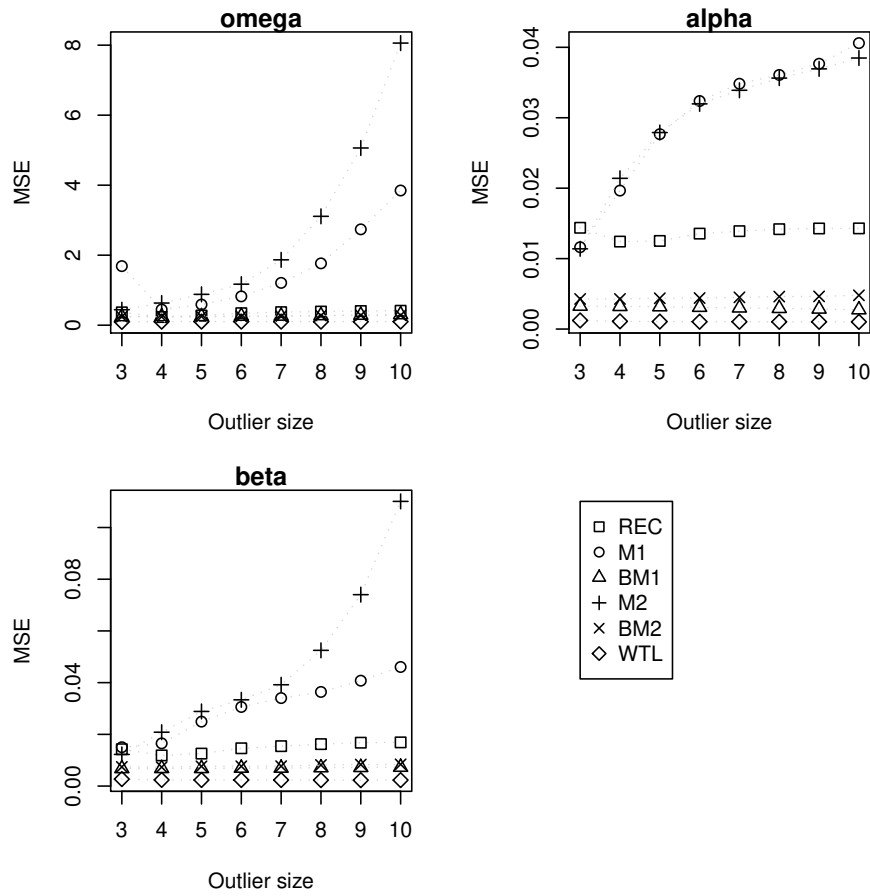 omega
MSE
0 2 4 6 8
3 4 5 6 7 8 9 10
Outlier size
alpha
MSE
0.00 0.01 0.02 0.03 0.04
3 4 5 6 7 8 9 10
Outlier size
beta
MSE
0.00 0.04 0.08
3 4 5 6 7 8 9 10
Outlier size
REC
M1
BM1
M2
BM2
WTL